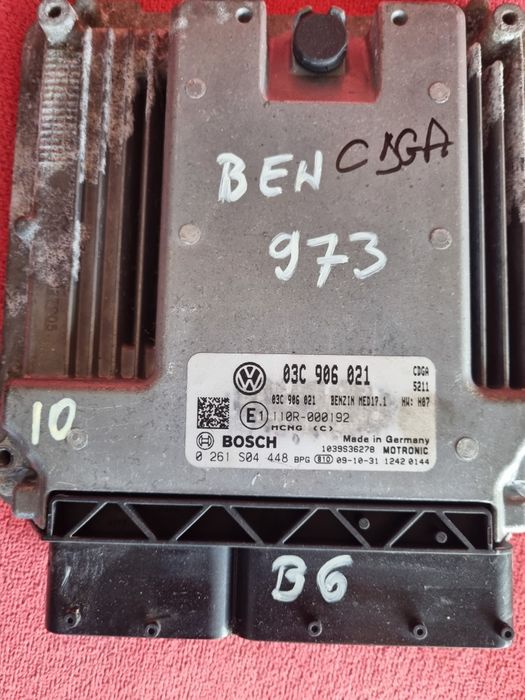 BEN CDGA
973
10
03C 906 021 CDGA
5211
03C 906 021 BENZIN MED17.1 HW: H07
E1 110R-000192
MCNG (C)
BOSCH Made in Germany
1039S36278 MOTRONIC
0 261 S04 448 BPG 810 09-10-31 1242 0144
B6